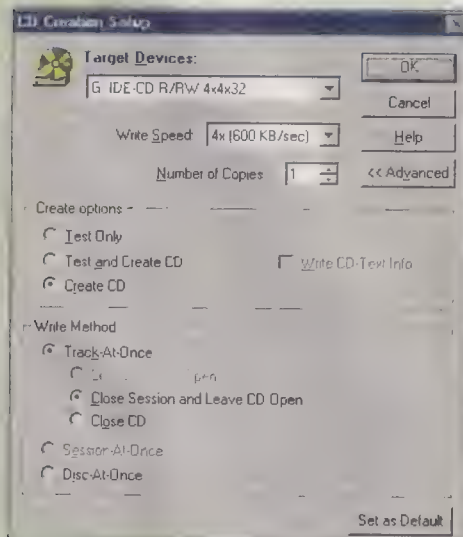 CD Creation Setup
Target Devices:
OK
G: IDE-CD R/RW 4x4x32
Cancel
Write Speed 4x (600 KB/sec)
Help
Number of Copies 1
<< Advanced
Create options
Test Only
Test and Create CD
Write CD-Text Info
Create CD
Write Method
Track-At-Once
Close Session and Leave CD Open
Close CD
Session-At-Once
Disc-At-Once
Set as Default